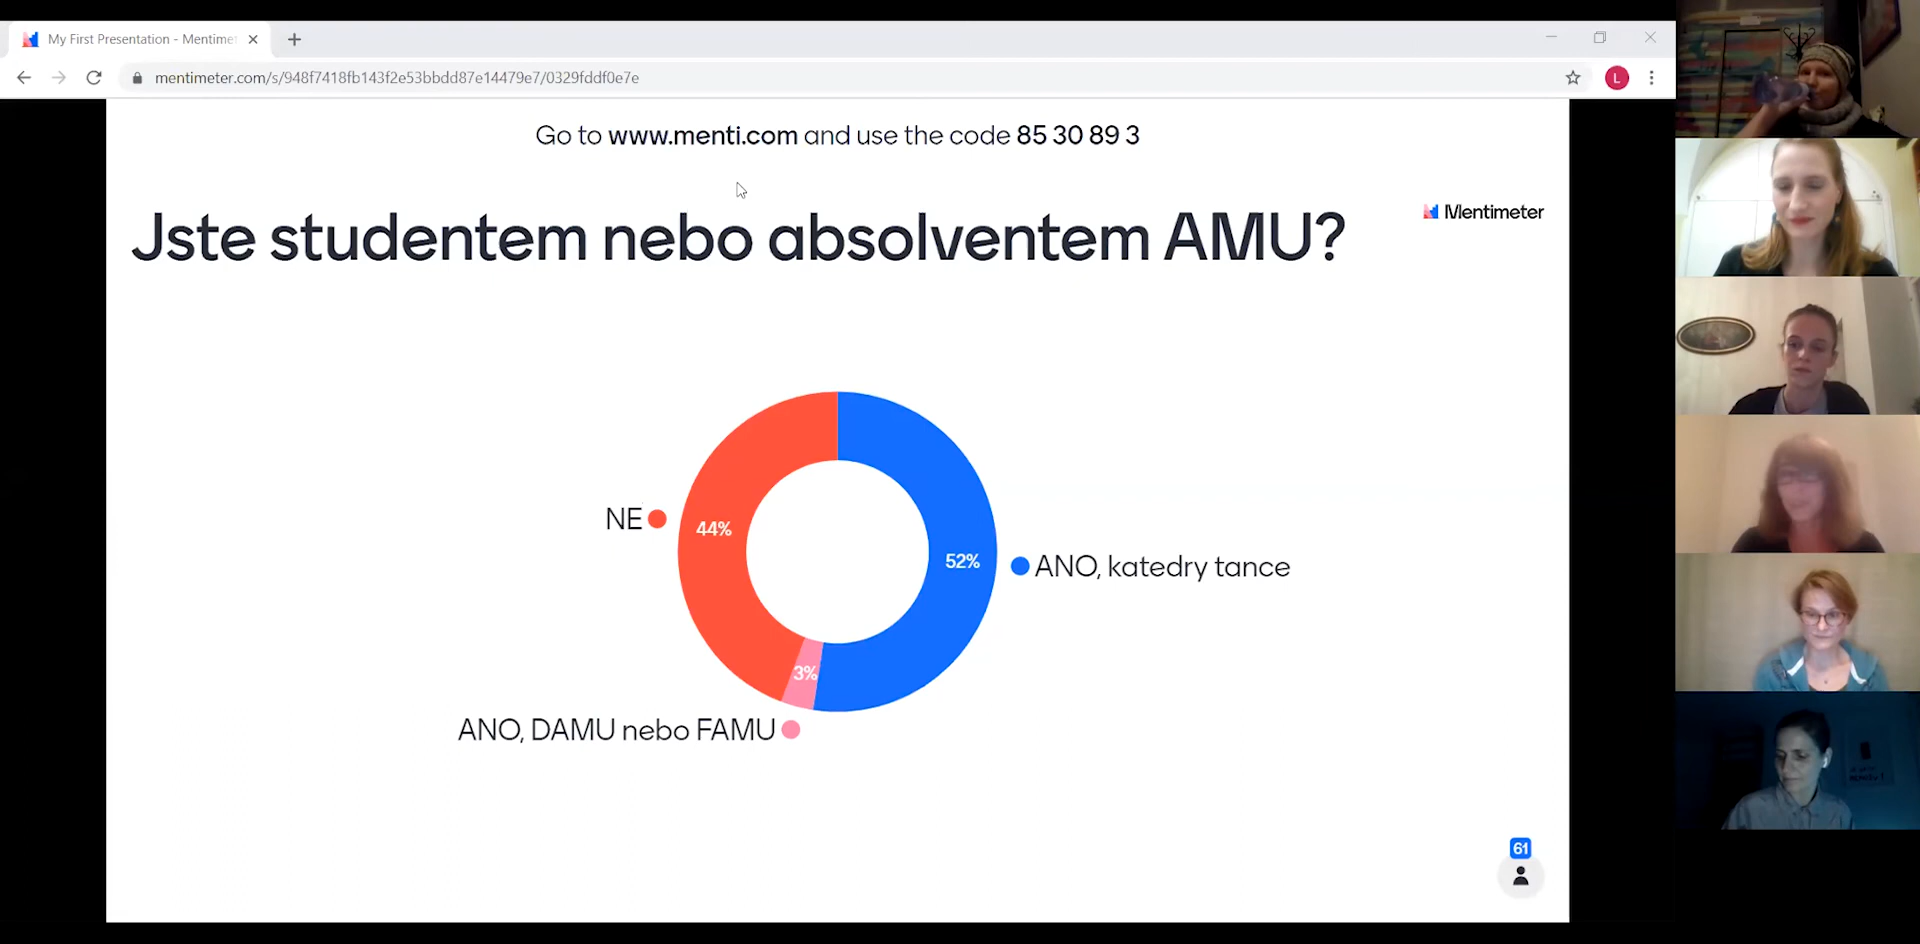 My First Presentation - Mentime
mentimeter.com/s/948f7418fb143f2e53bbdd87e14479e7/0329fddf0e7e
L
Go to www.menti.com and use the code 85 30 89 3
Jste studentem nebo absolventem AMU?
Mentimeter
NE
44%
52%
ANO, katedry tance
3%
ANO, DAMU nebo FAMU
61